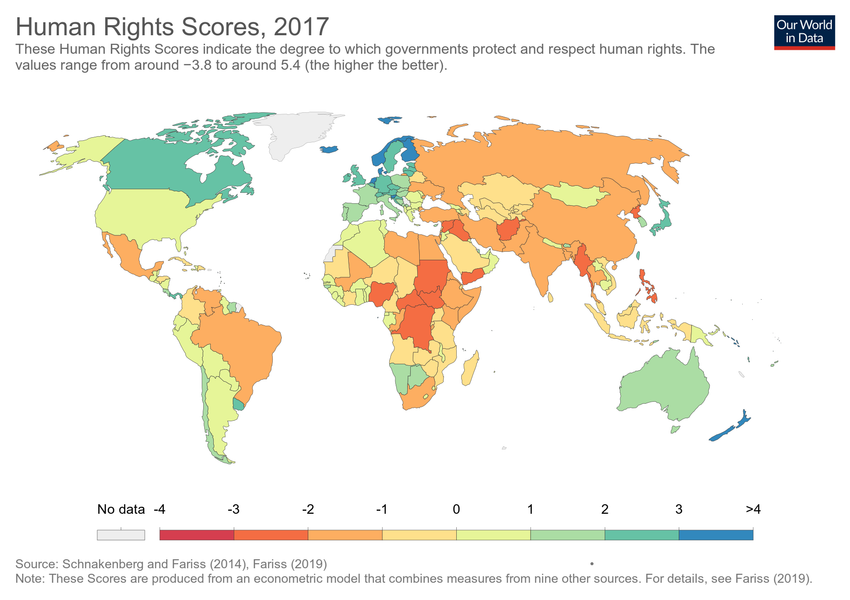 Human Rights Scores, 2017
Our World
in Data
These Human Rights Scores indicate the degree to which governments protect and respect human rights. The
values range from around −3.8 to around 5.4 (the higher the better).
No data -4 -3 -2 -1 0 1 2 3 >4
Source: Schnakenberg and Fariss (2014), Fariss (2019)
Note: These Scores are produced from an econometric model that combines measures from nine other sources. For details, see Fariss (2019).